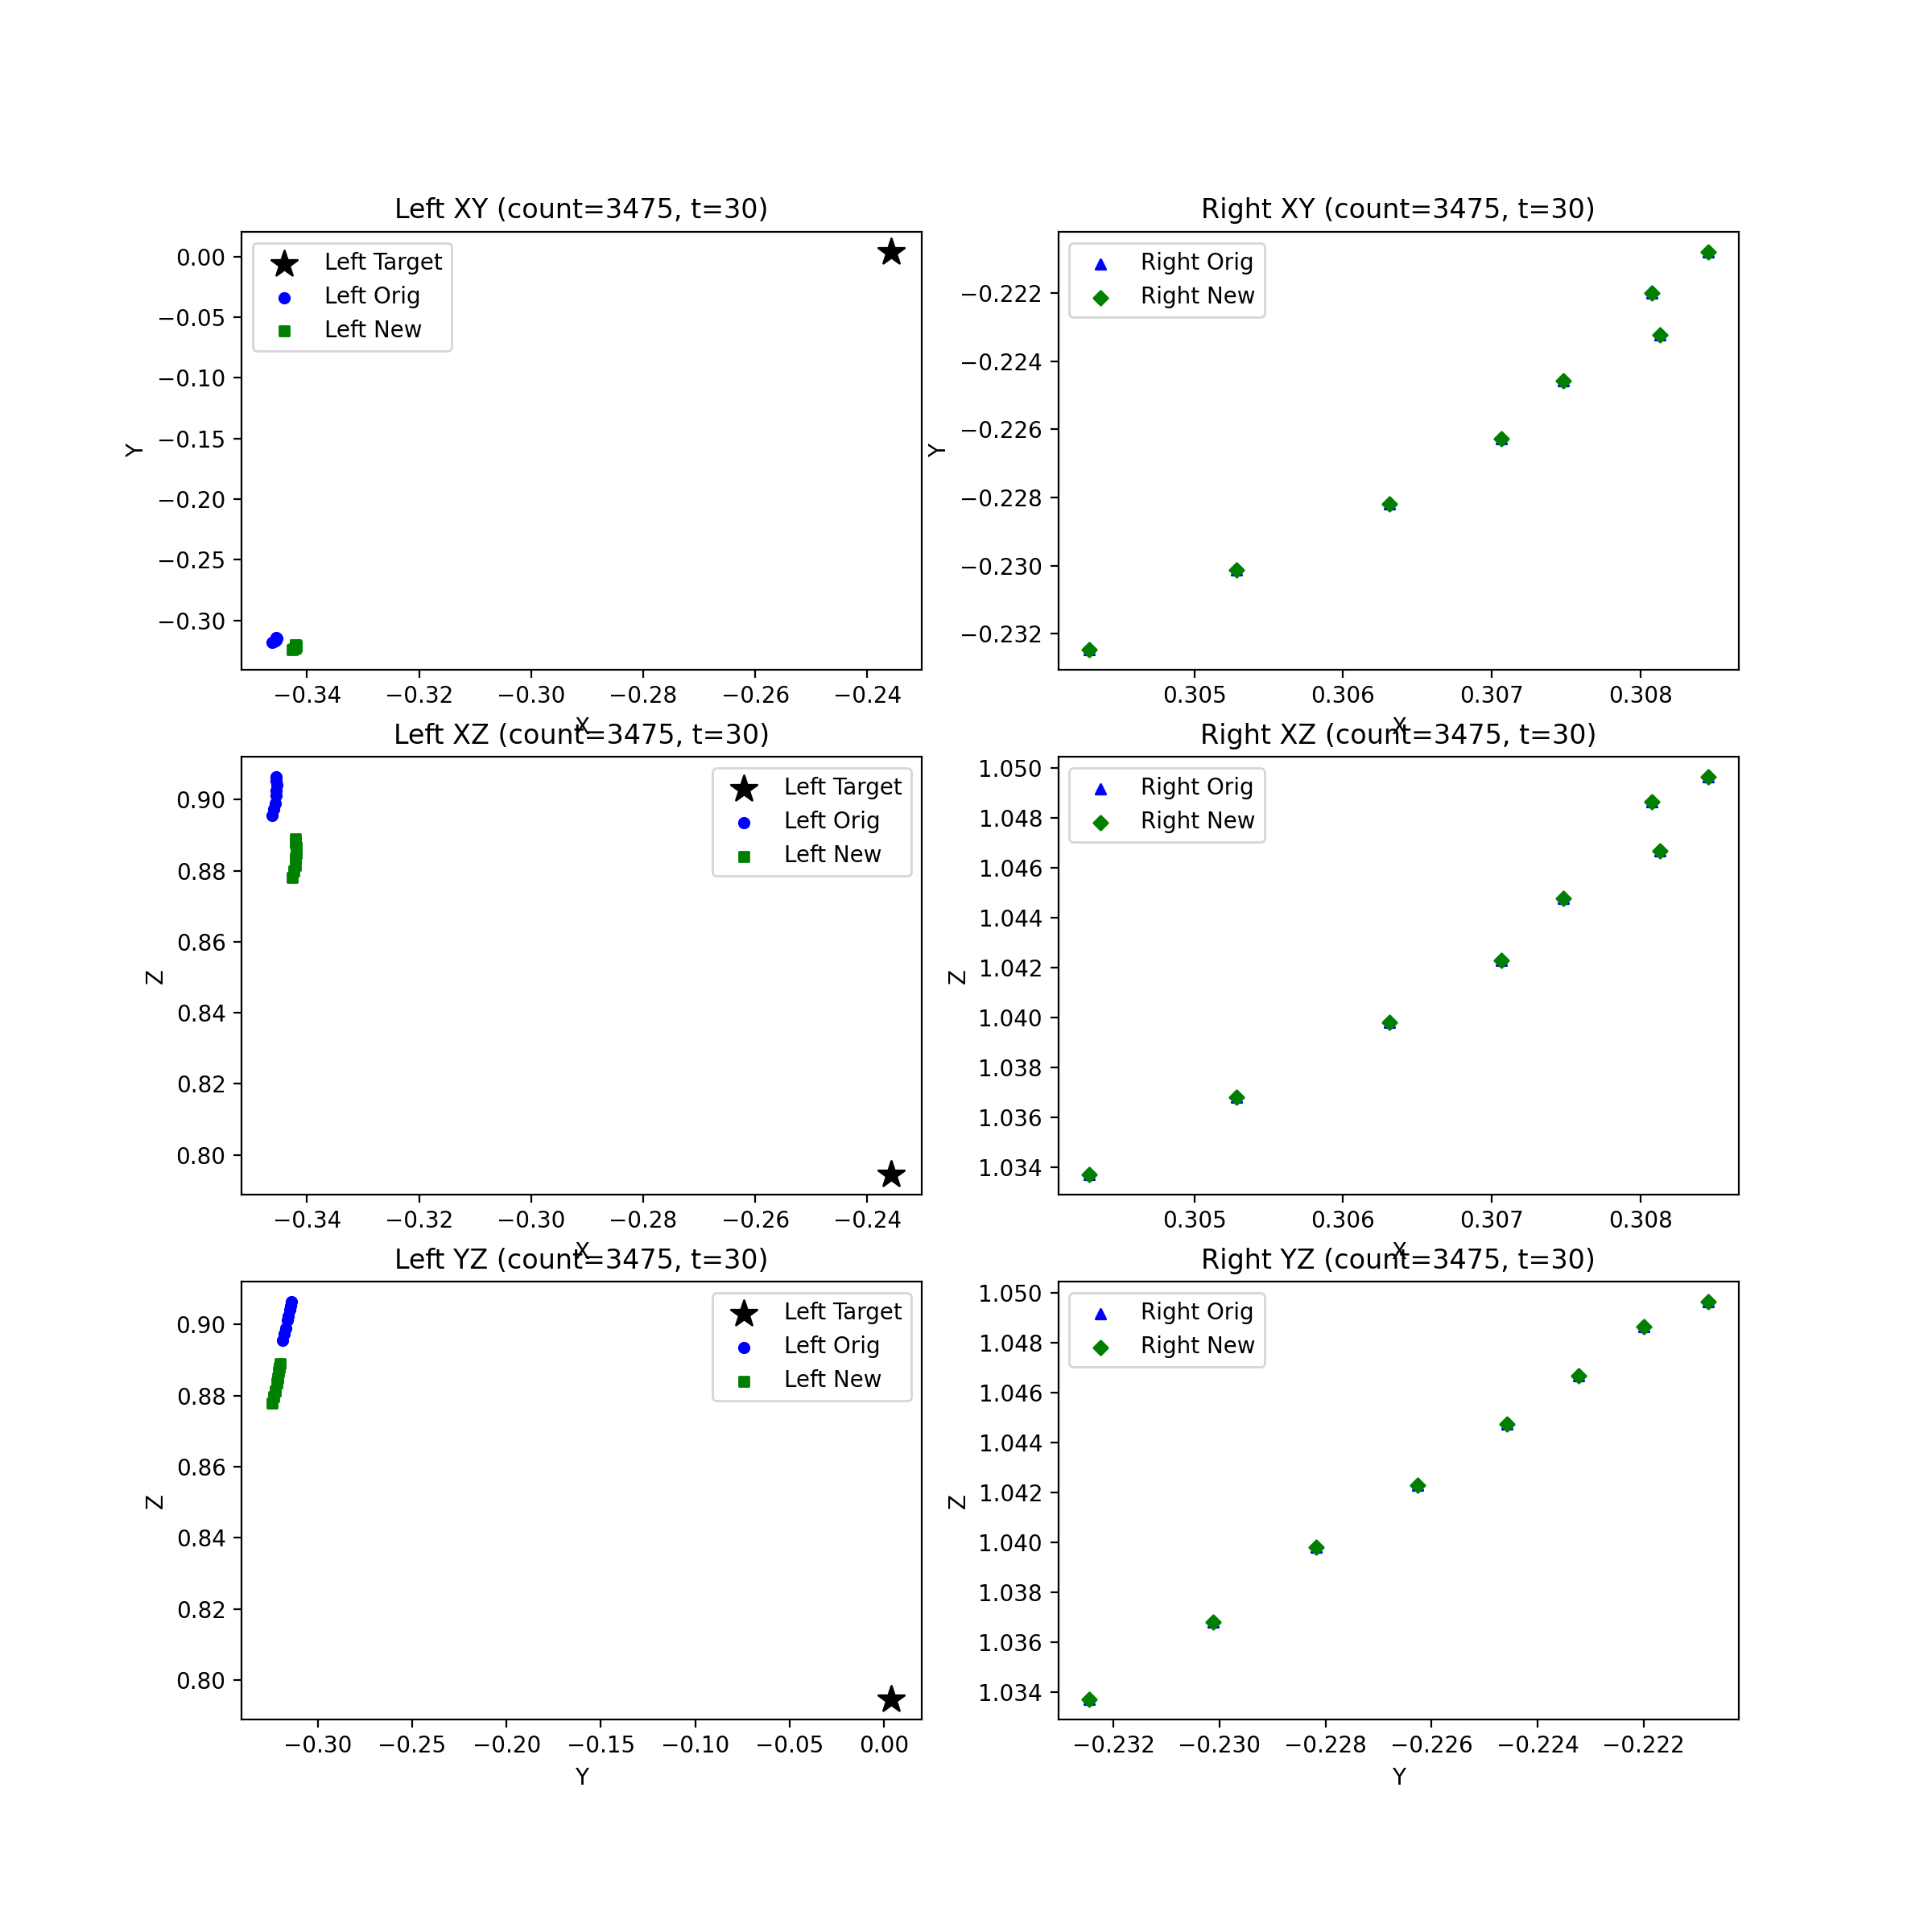 Left XY (count=3475, t=30)
Right XY (count=3475, t=30)
Left Target
Left Orig
Left New
Right Orig
Right New
0.00
−0.05
−0.10
−0.15
−0.20
−0.25
−0.30
Y
−0.34 −0.32 −0.30 −0.28 −0.26 −0.24
X
−0.222
−0.224
−0.226
−0.228
−0.230
−0.232
Y
0.305 0.306 0.307 0.308
X
Left XZ (count=3475, t=30)
Right XZ (count=3475, t=30)
Left Target
Left Orig
Left New
Right Orig
Right New
0.90
0.88
0.86
0.84
0.82
0.80
Z
−0.34 −0.32 −0.30 −0.28 −0.26 −0.24
X
1.050
1.048
1.046
1.044
1.042
1.040
1.038
1.036
1.034
Z
0.305 0.306 0.307 0.308
X
Left YZ (count=3475, t=30)
Right YZ (count=3475, t=30)
Left Target
Left Orig
Left New
Right Orig
Right New
0.90
0.88
0.86
0.84
0.82
0.80
Z
−0.30 −0.25 −0.20 −0.15 −0.10 −0.05 0.00
Y
1.050
1.048
1.046
1.044
1.042
1.040
1.038
1.036
1.034
Z
−0.232 −0.230 −0.228 −0.226 −0.224 −0.222
Y